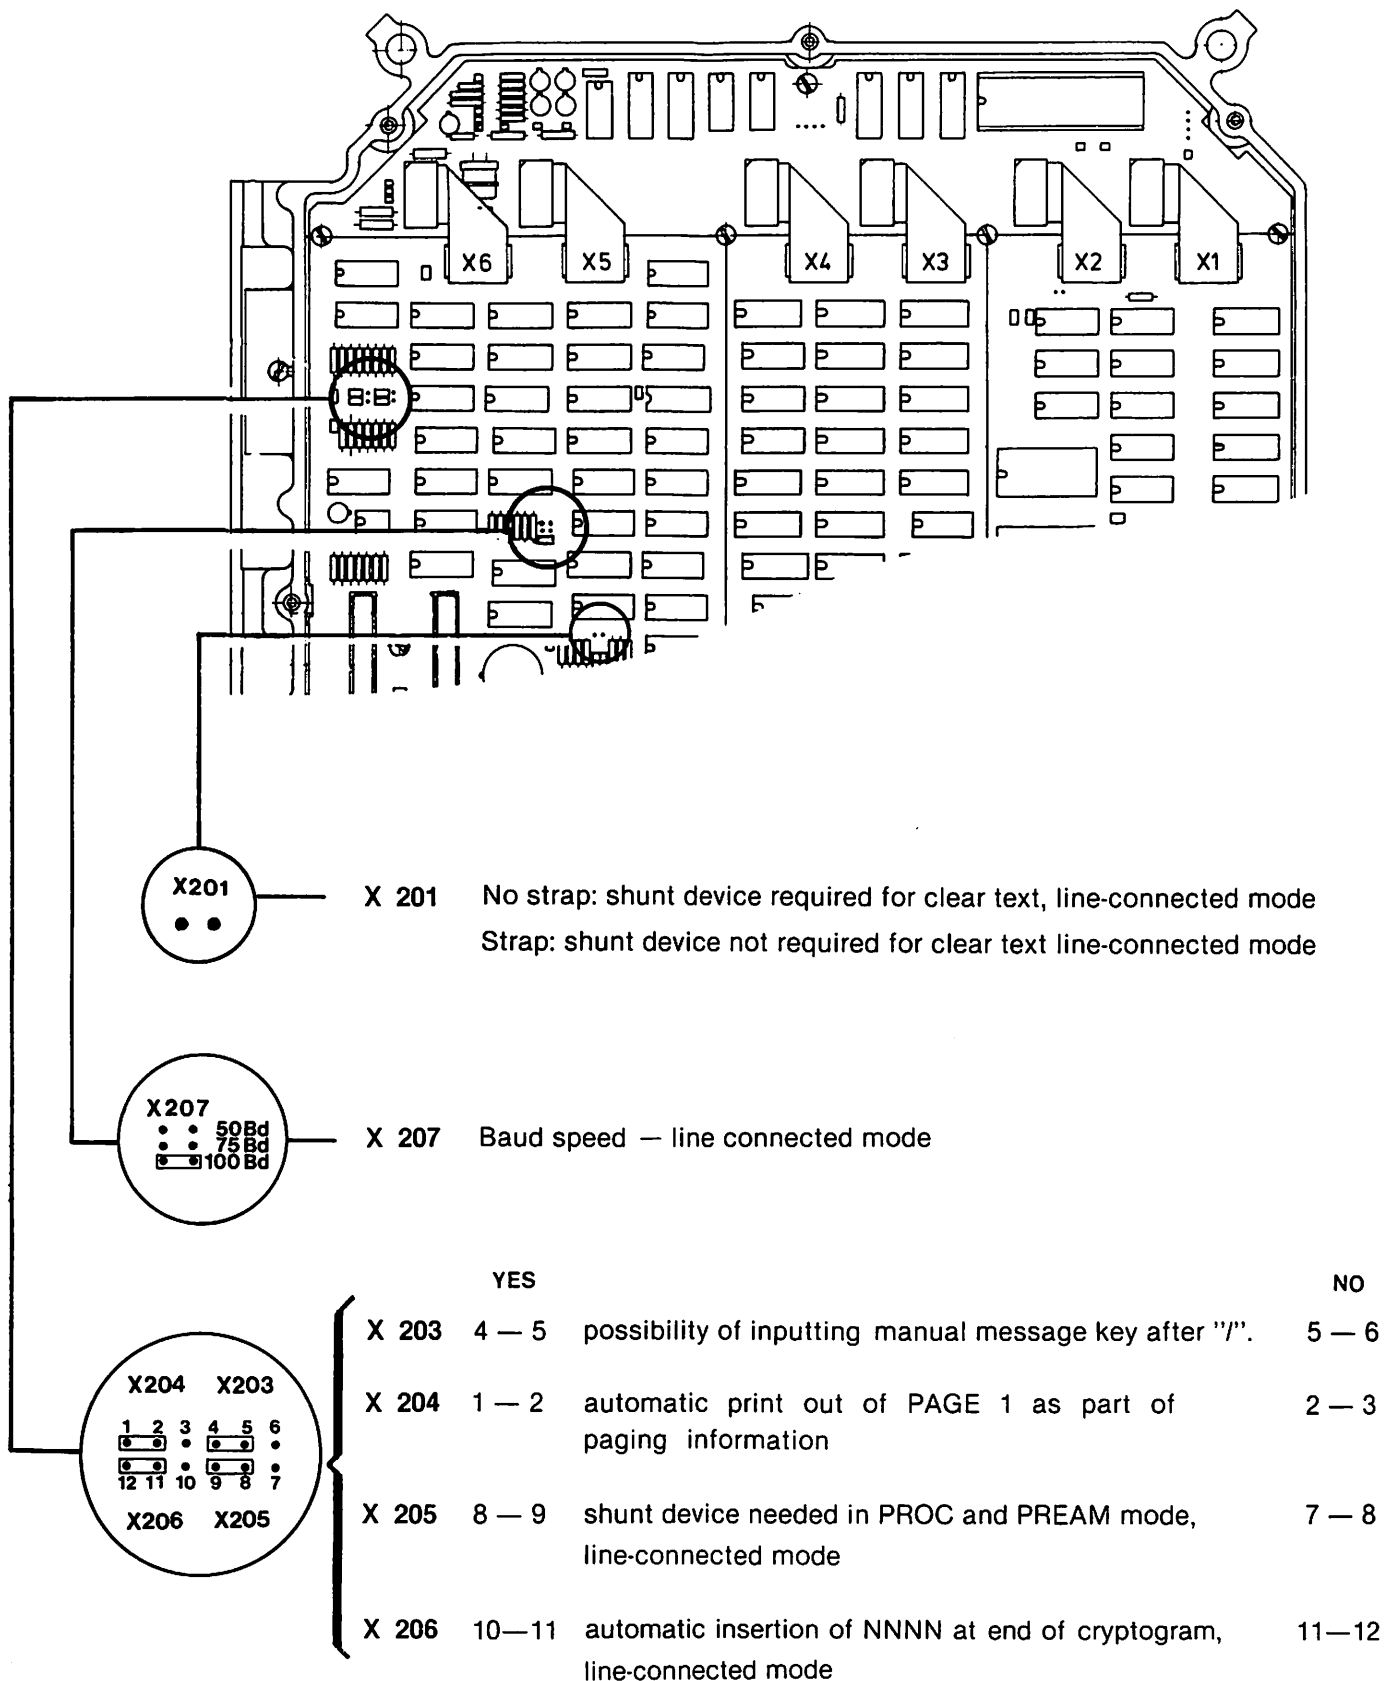 X6 X5 X4 X3 X2 X1
X201
X 201 No strap: shunt device required for clear text, line-connected mode
Strap: shunt device not required for clear text line-connected mode
X207
50Bd
75Bd
100Bd
X 207 Baud speed — line connected mode
YES NO
X 203 4 — 5 possibility of inputting manual message key after "/". 5 — 6
X 204 1 — 2 automatic print out of PAGE 1 as part of 2 — 3
paging information
X 205 8 — 9 shunt device needed in PROC and PREAM mode, 7 — 8
line-connected mode
X 206 10—11 automatic insertion of NNNN at end of cryptogram, 11—12
line-connected mode
X204 X203
1 2 3 4 5 6
12 11 10 9 8 7
X206 X205